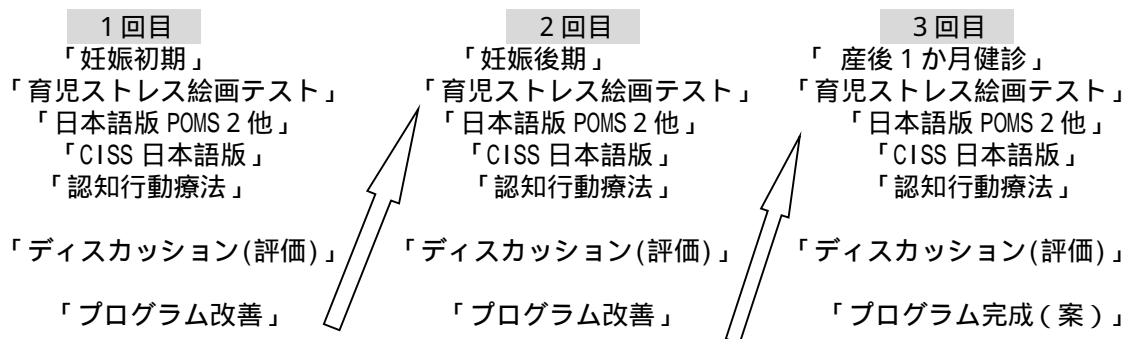 1回目
「妊娠初期」
「育児ストレス絵画テスト」
「日本語版 POMS 2 他」
「CISS 日本語版」
「認知行動療法」
「ディスカッション(評価)」
「プログラム改善」
2回目
「妊娠後期」
「育児ストレス絵画テスト」
「日本語版 POMS 2 他」
「CISS 日本語版」
「認知行動療法」
「ディスカッション(評価)」
「プログラム改善」
3回目
「 産後1か月健診」
「育児ストレス絵画テスト」
「日本語版 POMS 2 他」
「CISS 日本語版」
「認知行動療法」
「ディスカッション(評価)」
「プログラム完成(案)」